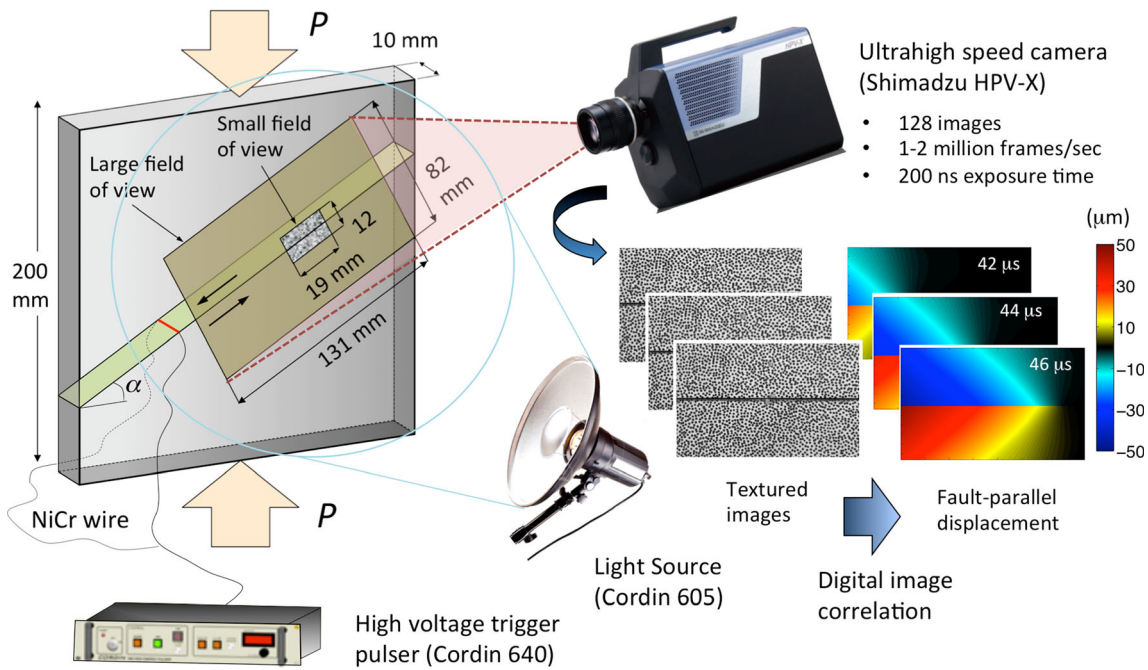 P
10 mm
Ultrahigh speed camera
(Shimadzu HPV-X)
• 128 images
• 1-2 million frames/sec
• 200 ns exposure time
HPV-X
Small field
of view
Large field
of view
82
mm
12
19 mm
131 mm
200
mm
α
(μm)
50
30
10
−10
−30
−50
42 μs
44 μs
46 μs
NiCr wire
P
Textured
images
Fault-parallel
displacement
Light Source
(Cordin 605)
Digital image
correlation
High voltage trigger
pulser (Cordin 640)